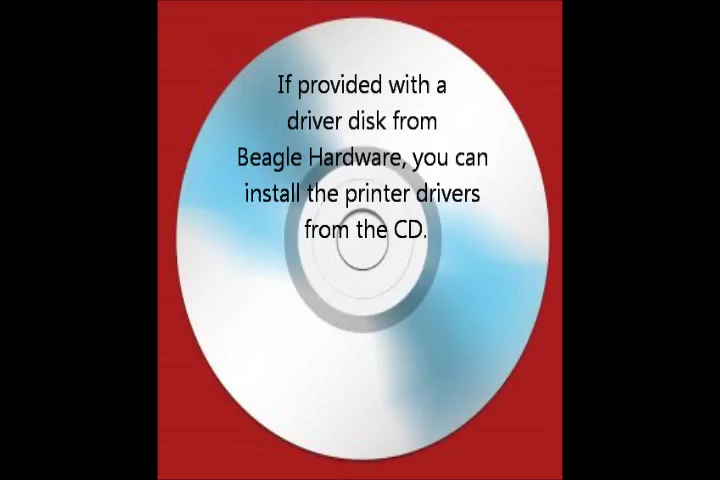 If provided with a
driver disk from
Beagle Hardware, you can
install the printer drivers
from the CD.